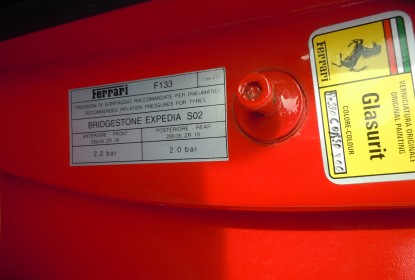 Ferrari F133
PRESSIONI DI GONFIAGGIO RACCOMANDATE PER PNEUMATICI
RECOMMENDED INFLATION PRESSURES FOR TYRES
BRIDGESTONE EXPEDIA S02
ANTERIORE FRONT POSTERIORE REAR
2.2 bar 2.0 bar
Ferrari
VERNICIATURA ORIGINALE
ORIGINAL PAINTING
Glasurit
COLORE-COLOUR